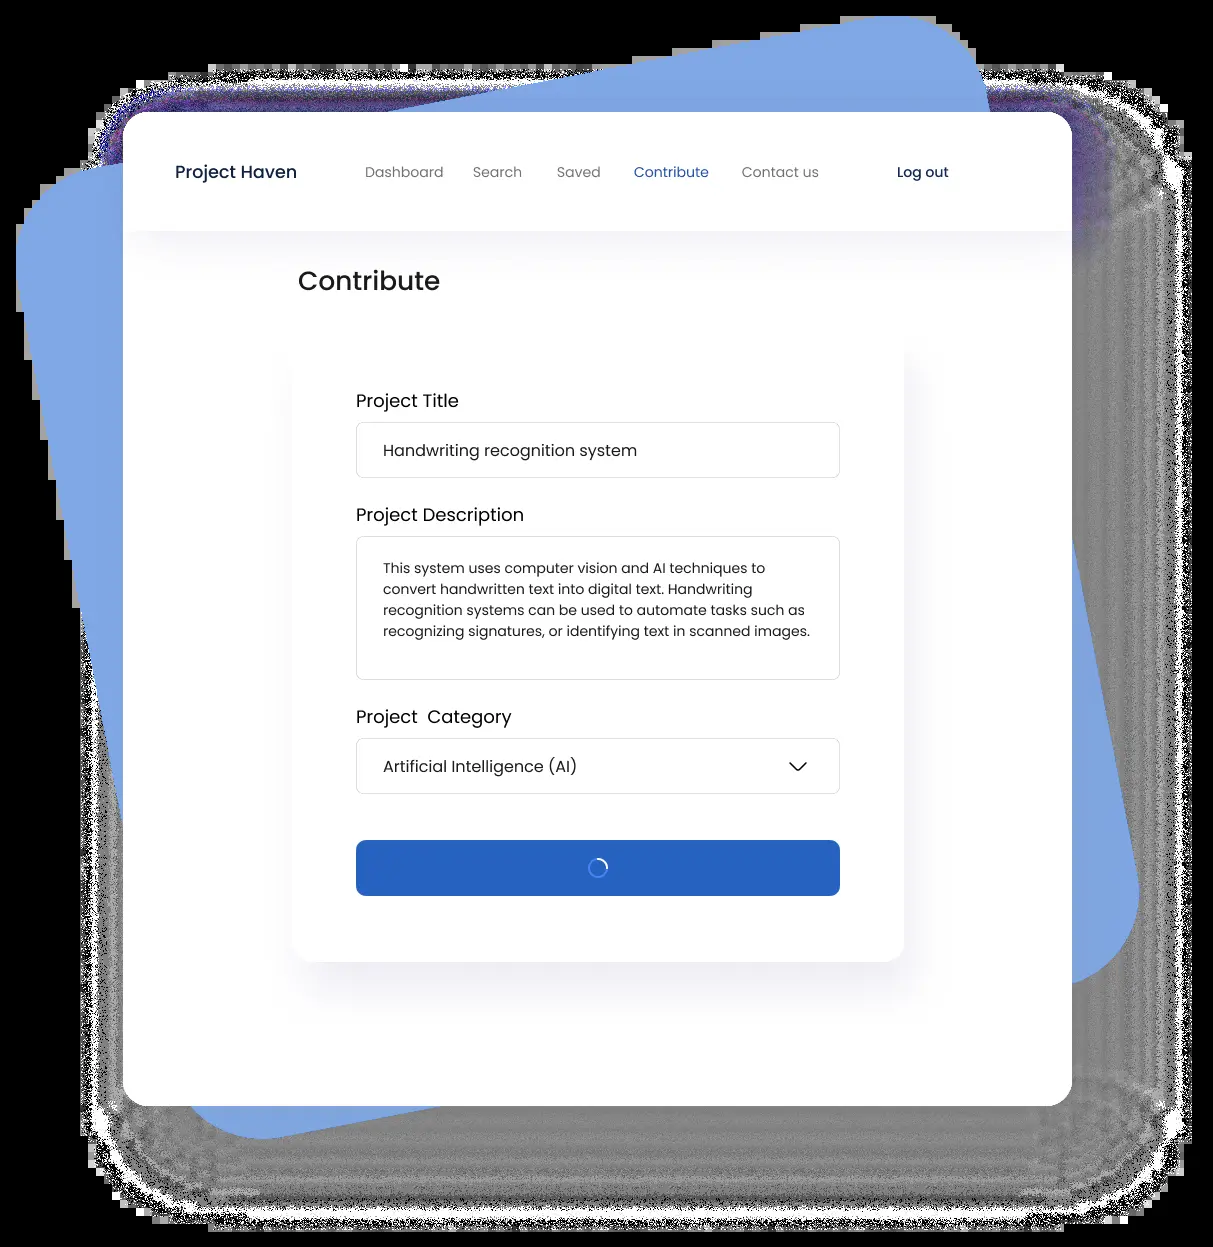 Project Haven Dashboard Search Saved Contribute Contact us Log out
Contribute
Project Title
Handwriting recognition system
Project Description
This system uses computer vision and AI techniques to
convert handwritten text into digital text. Handwriting
recognition systems can be used to automate tasks such as
recognizing signatures, or identifying text in scanned images.
Project  Category
Artificial Intelligence (AI)